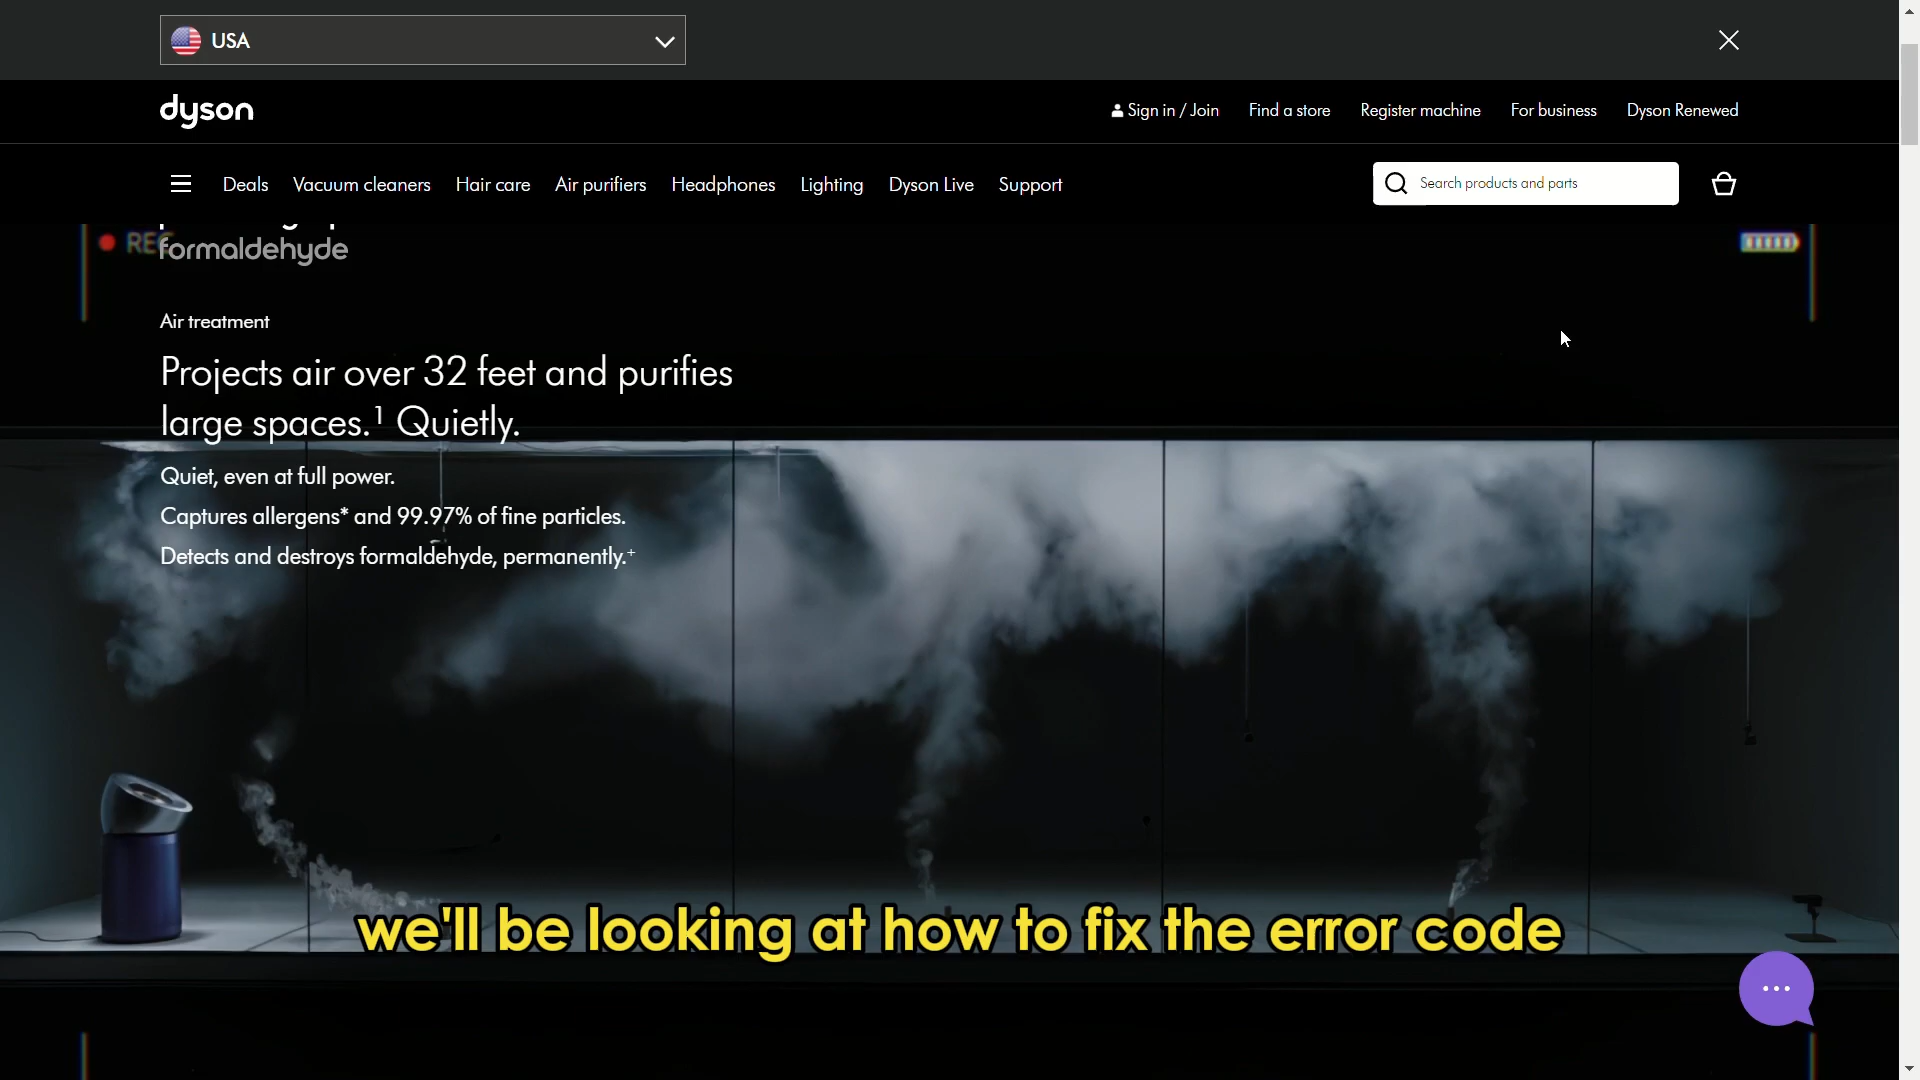 USA
dyson
Sign in / Join
Find a store
Register machine
For business
Dyson Renewed
Deals
Vacuum cleaners
Hair care
Air purifiers
Headphones
Lighting
Dyson Live
Support
Search products and parts
REC
formaldehyde
Air treatment
Projects air over 32 feet and purifies
large spaces.¹ Quietly.
Quiet, even at full power.
Captures allergens* and 99.97% of fine particles.
Detects and destroys formaldehyde, permanently.⁺
we'll be looking at how to fix the error code